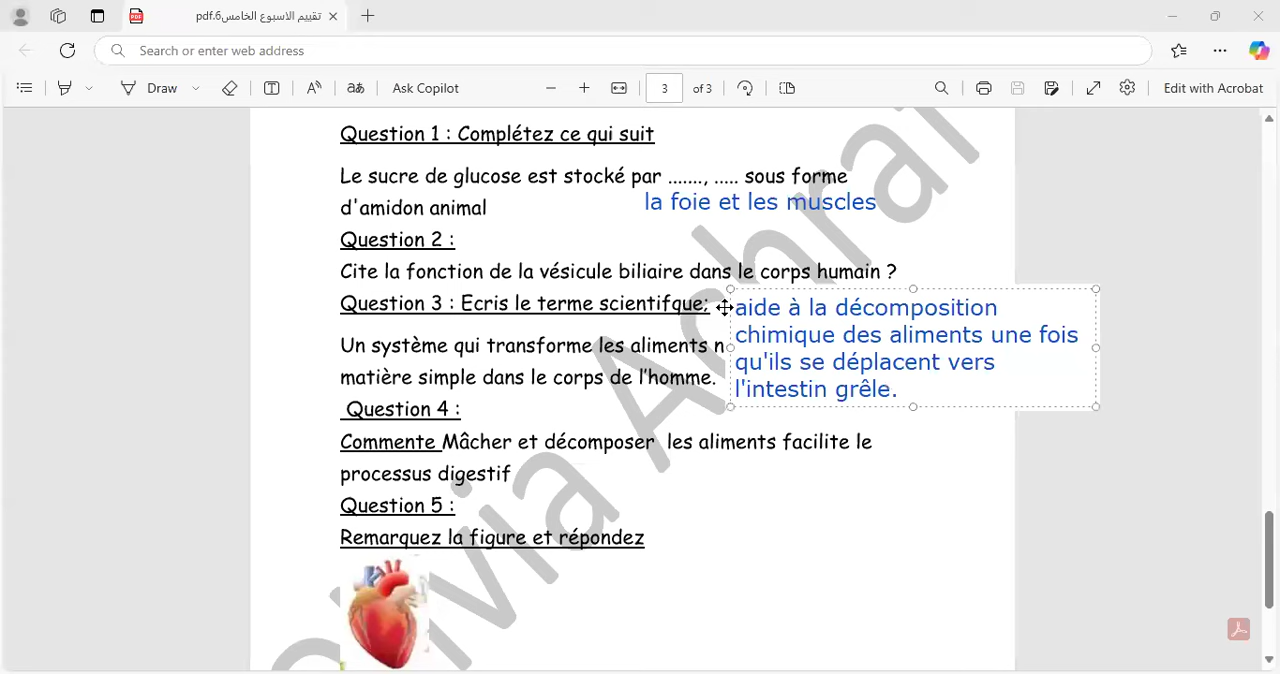 تقييم الاسبوع الخامس6.pdf
Search or enter web address
Draw
aあ
Ask Copilot
3 of 3
Edit with Acrobat
Question 1 : Complétez ce qui suit
Le sucre de glucose est stocké par ......., ..... sous forme
la foie et les muscles
d'amidon animal
Question 2 :
Cite la fonction de la vésicule biliaire dans le corps humain ?
Question 3 : Ecris le terme scientifque;
aide à la décomposition
chimique des aliments une fois
qu'ils se déplacent vers
l'intestin grêle.
Un système qui transforme les aliments n
matière simple dans le corps de l'homme.
Question 4 :
Commente Mâcher et décomposer les aliments facilite le
processus digestif
Question 5 :
Remarquez la figure et répondez